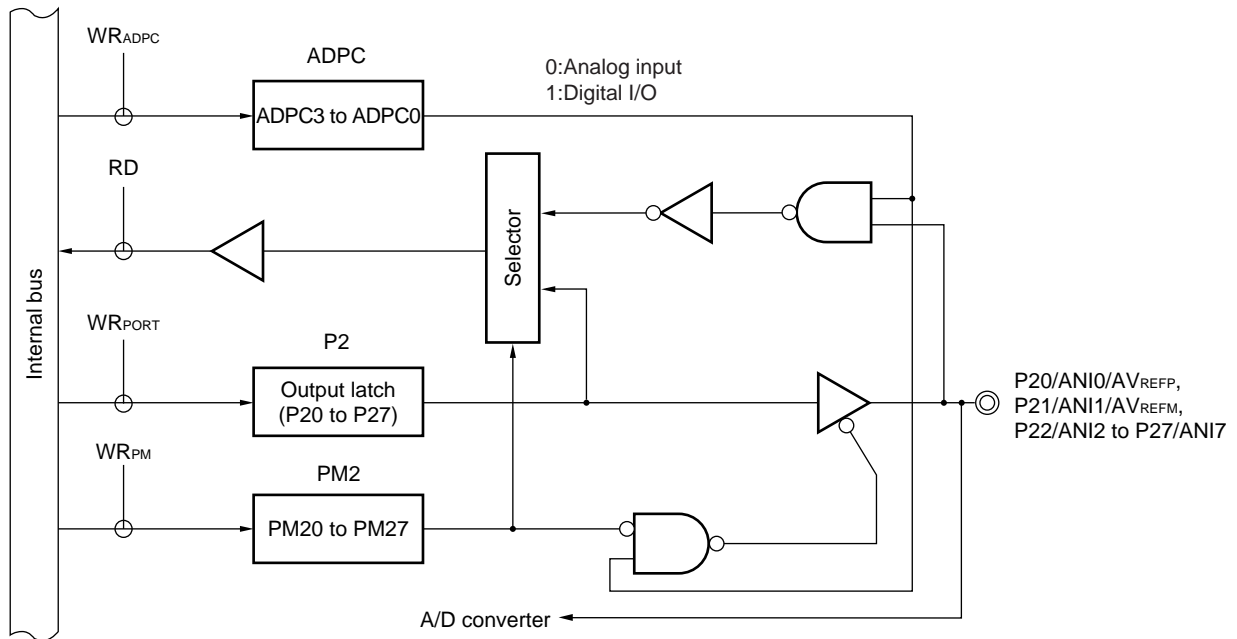 WRADPC
ADPC
0:Analog input
1:Digital I/O
ADPC3 to ADPC0
RD
Selector
Internal bus
WRPORT
P2
Output latch
(P20 to P27)
P20/ANI0/AVREFP,
P21/ANI1/AVREFM,
P22/ANI2 to P27/ANI7
WRPM
PM2
PM20 to PM27
A/D converter